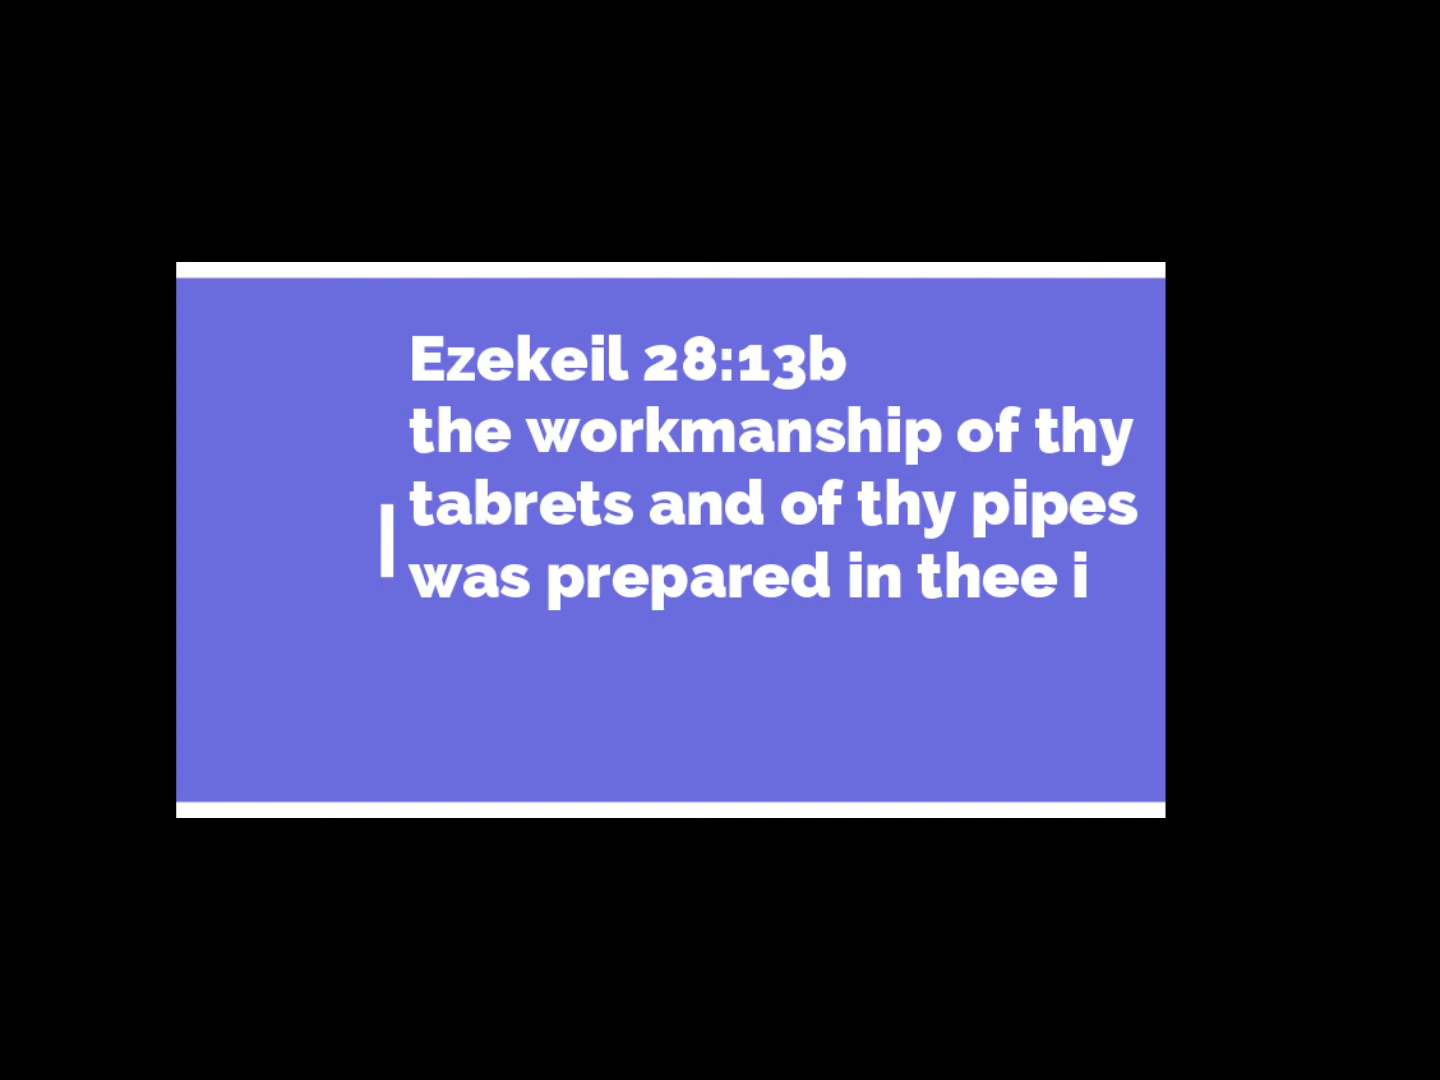 Ezekeil 28:13b
the workmanship of thy
tabrets and of thy pipes
was prepared in thee i